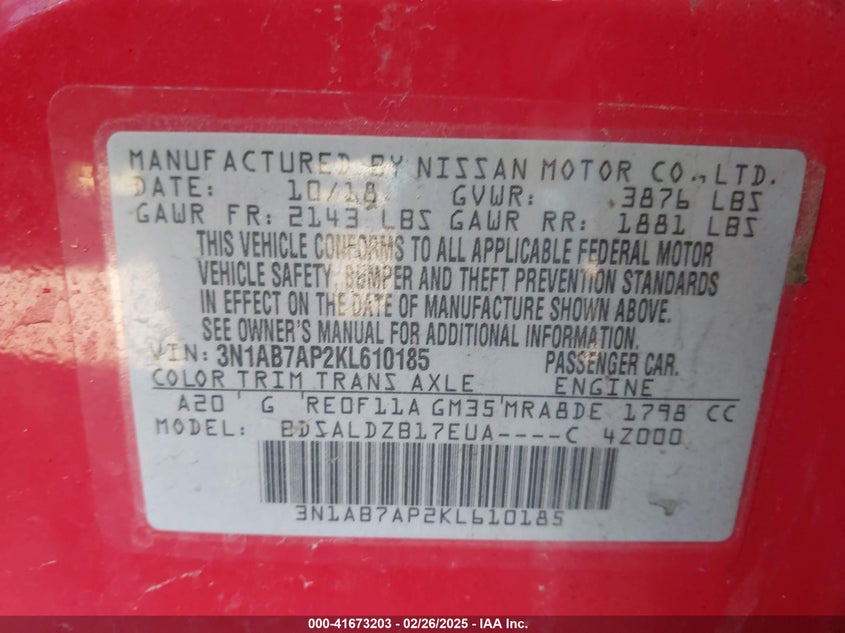 MANUFACTURED BY NISSAN MOTOR CO., LTD.
DATE: 10/18 GVWR: 3876 LBS
GAWR FR: 2143 LBS GAWR RR: 1881 LBS
THIS VEHICLE CONFORMS TO ALL APPLICABLE FEDERAL MOTOR
VEHICLE SAFETY, BUMPER AND THEFT PREVENTION STANDARDS
IN EFFECT ON THE DATE OF MANUFACTURE SHOWN ABOVE.
SEE OWNER'S MANUAL FOR ADDITIONAL INFORMATION.
VIN: 3N1AB7AP2KL610185 PASSENGER CAR.
COLOR TRIM TRANS AXLE ENGINE
A20 G RE0F11A GM35 MRA8DE 1798 CC
MODEL: BDSALDZB17EUA----C 4Z000
3N1AB7AP2KL610185
000-41673203 - 02/26/2025 - IAA Inc.